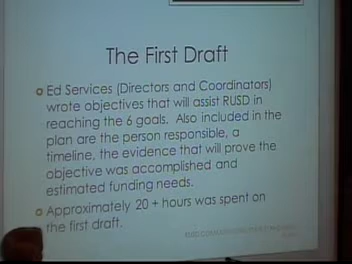 The First Draft
Ed Services (Directors and Coordinators)
wrote objectives that will assist RUSD in
reaching the 6 goals. Also included in the
plan are the person responsible, a
timeline, the evidence that will prove the
objective was accomplished and
estimated funding needs.
Approximately 20 + hours was spent on
the first draft.